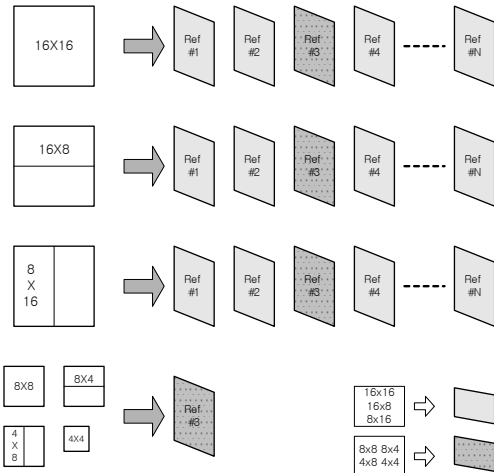 16X16
Ref
#1
Ref
#2
Ref
#3
Ref
#4
Ref
#N
16X8
Ref
#1
Ref
#2
Ref
#3
Ref
#4
Ref
#N
8
X
16
Ref
#1
Ref
#2
Ref
#3
Ref
#4
Ref
#N
8X8
8X4
4
X
8
4X4
Ref
#3
16x16
16x8
8x16
8x8 8x4
4x8 4x4